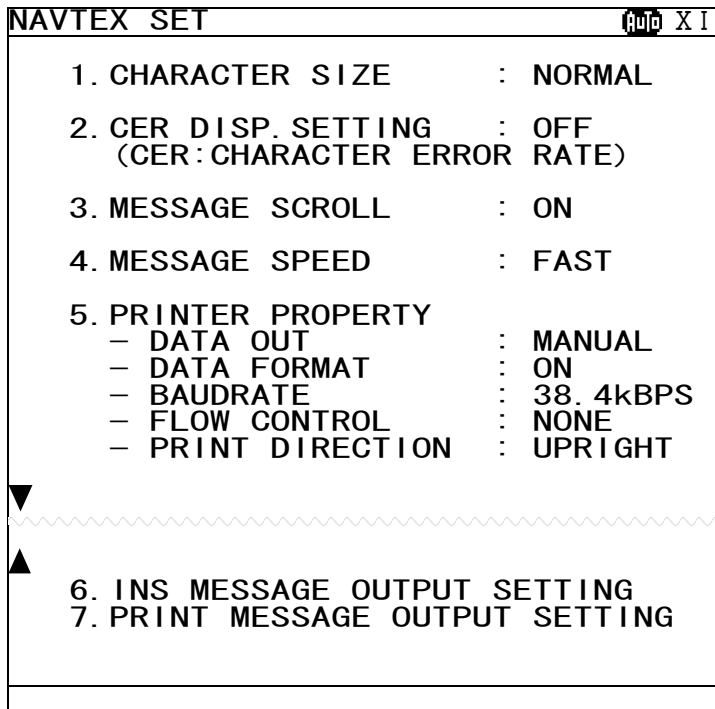 NAVTEX SET Auto X I
1. CHARACTER SIZE : NORMAL
2. CER DISP. SETTING : OFF
(CER:CHARACTER ERROR RATE)
3. MESSAGE SCROLL : ON
4. MESSAGE SPEED : FAST
5. PRINTER PROPERTY
– DATA OUT : MANUAL
– DATA FORMAT : ON
– BAUDRATE : 38.4kBPS
– FLOW CONTROL : NONE
– PRINT DIRECTION : UPRIGHT
▼
▲
6. INS MESSAGE OUTPUT SETTING
7. PRINT MESSAGE OUTPUT SETTING